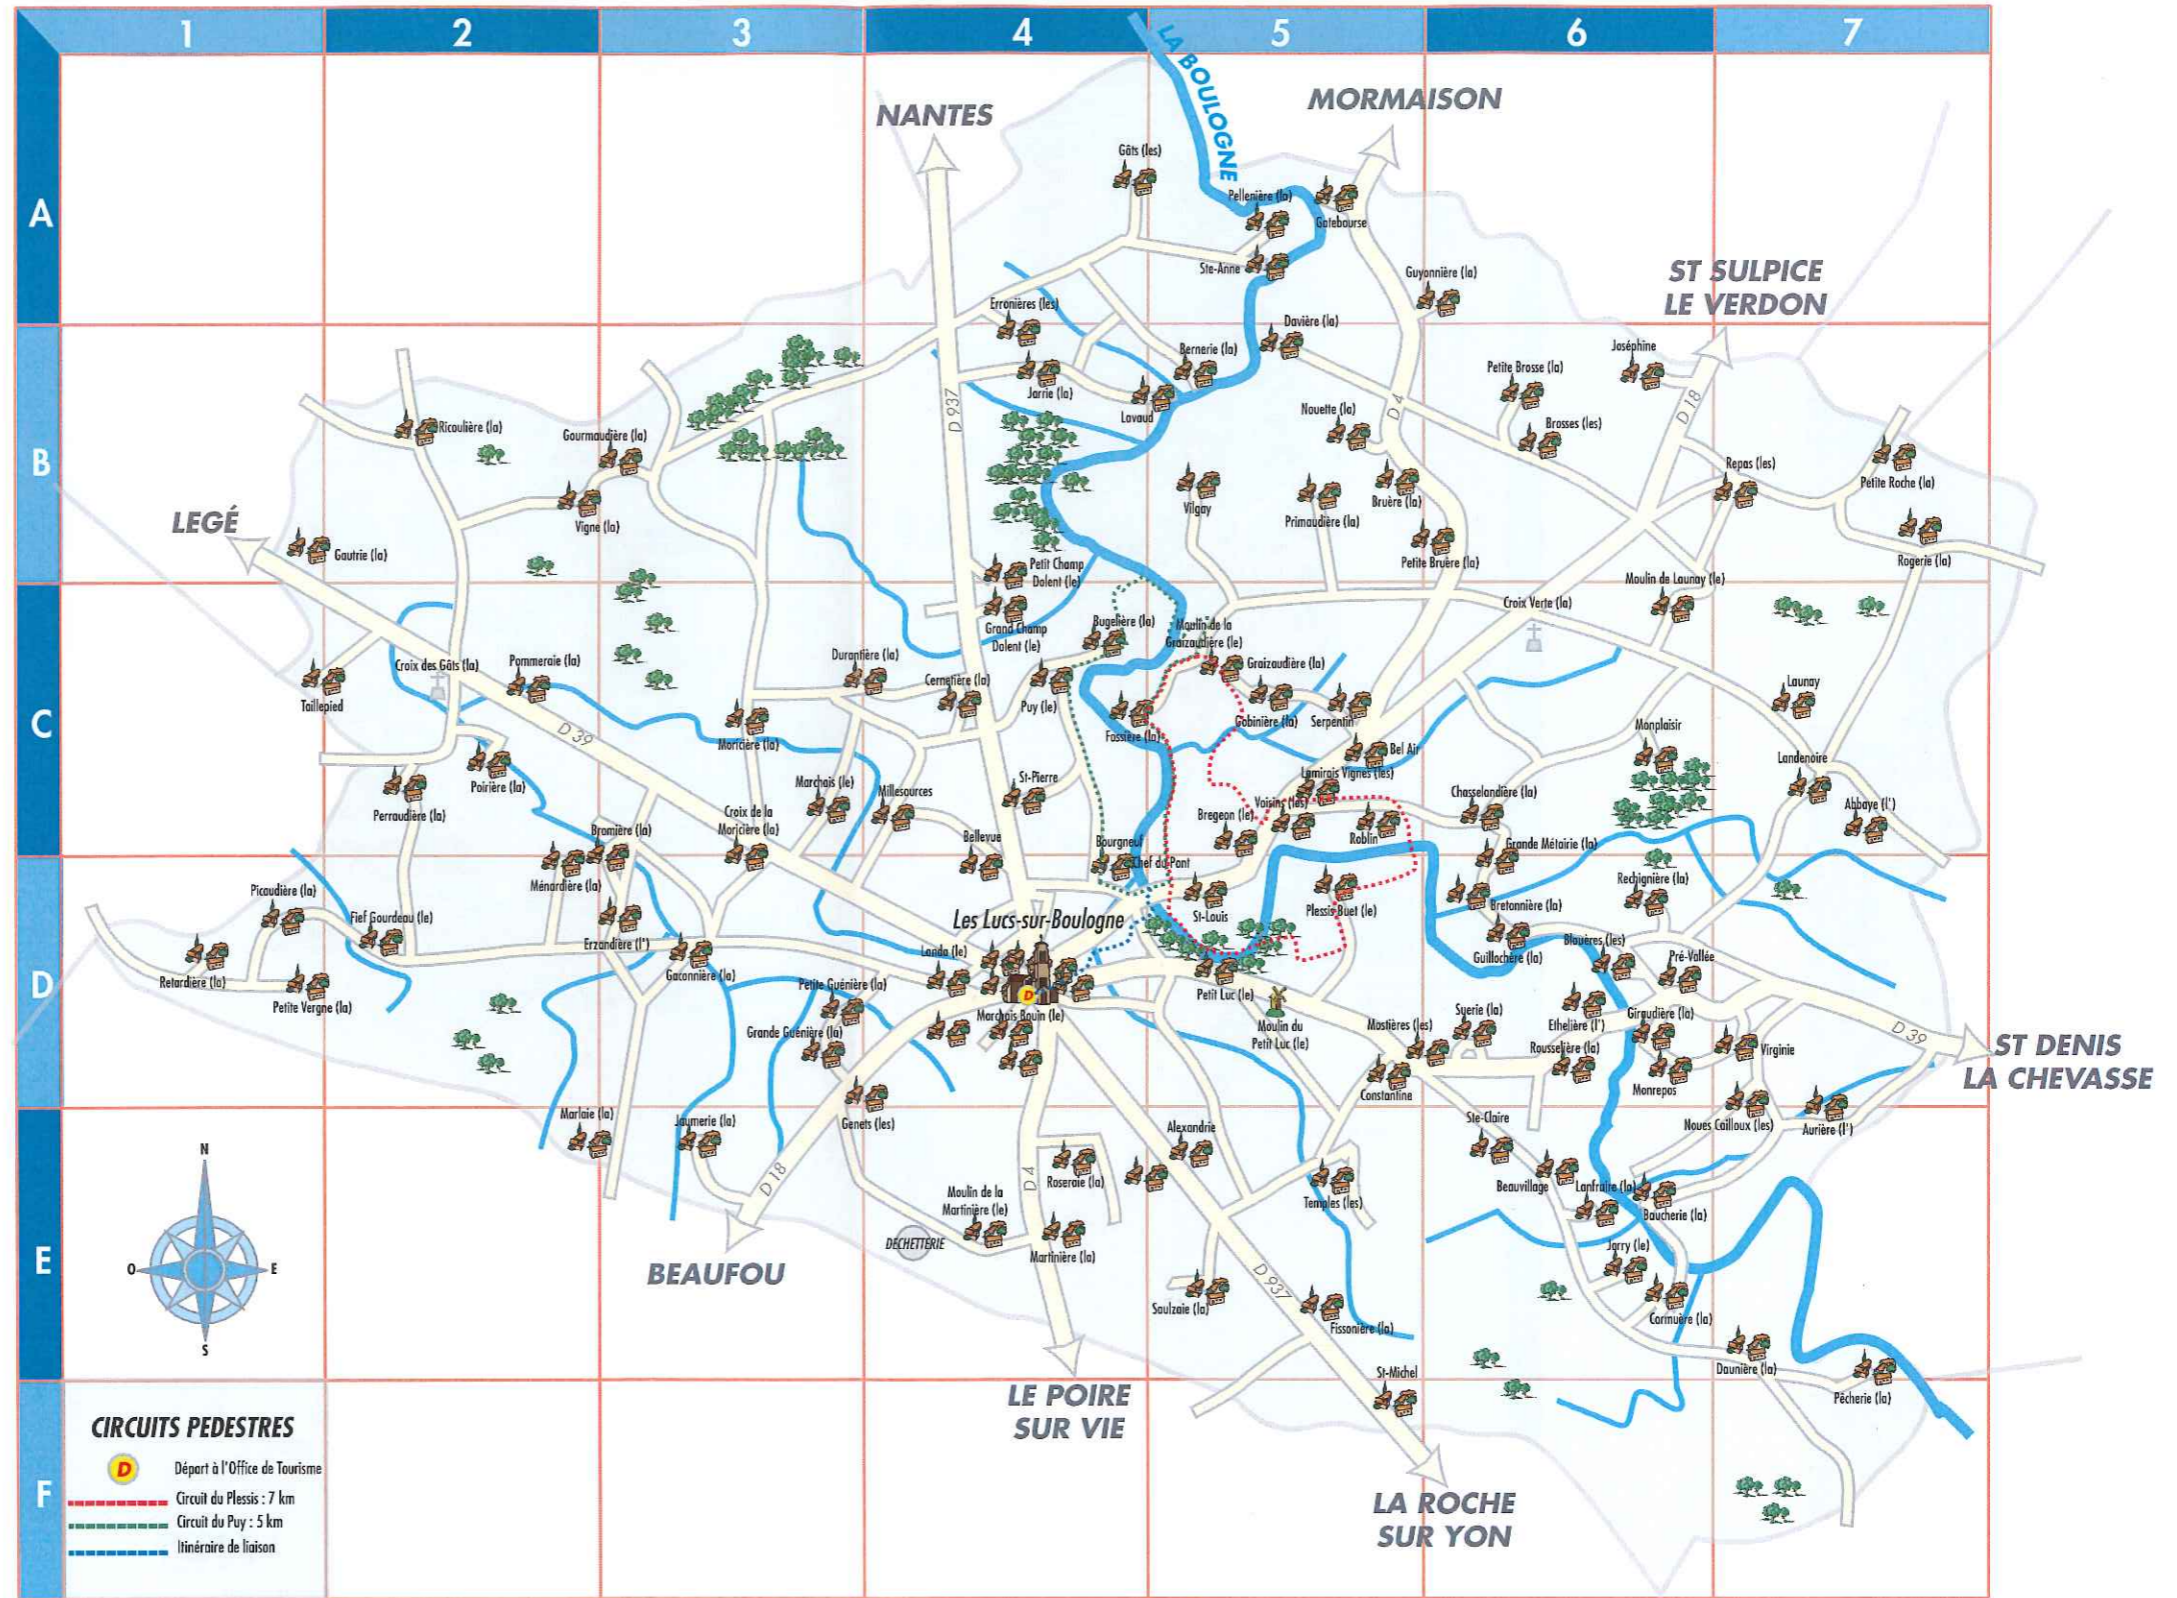 1 2 3 4 5 6 7
A
B
C
D
E
F
LA BOULOGNE
NANTES
MORMAISON
Gâts (les)
Pellenière (la)
Gatebourse
Ste-Anne
Guyonnière (la)
ST SULPICE
LE VERDON
Erronières (les)
Davière (la)
Bernerie (la)
Jarrie (la)
Lavaud
Petite Brosse (la)
Joséphine
D 937
D 4
D 18
Nouette (la)
Brosses (les)
Ricoulière (la)
Gourmaudière (la)
Repas (les)
Petite Roche (la)
Vigne (la)
Vilgay
Primaudière (la)
Bruère (la)
LEGÉ
Gautrie (la)
Petite Bruère (la)
Rogerie (la)
Petit Champ
Dolent (le)
Moulin de Launay (le)
Croix Verte (la)
Grand Champ
Dolent (le)
Bugelière (la)
Moulin de la
Graizaudière (le)
Graizaudière (la)
Croix des Gâts (la)
Pommeraie (la)
Durantière (la)
Cernetière (la)
Puy (le)
Taillepied
Gobinière (la)
Serpentin
Launay
D 39
Moricière (la)
Fossière (la)
Monplaisir
Bel Air
Landenoire
Poirière (la)
Perraudière (la)
Marchais (le)
Millesources
St-Pierre
Lumirais Vignes (les)
Chasselandière (la)
Abbaye (l')
Croix de la
Moricière (la)
Voisins (les)
Bregeon (le)
Roblin
Bromière (la)
Bellevue
Bourgneuf
Chef du Pont
Grande Métairie (la)
Ménardière (la)
Rechignière (la)
Picaudière (la)
Fief Gourdeau (le)
Les Lucs-sur-Boulogne
St-Louis
Plessis Buet (le)
Bretonnière (la)
Erzandière (l')
Landa (le)
Guillochère (la)
Blouères (les)
Pré-Vallée
Retardière (la)
Petite Vergne (la)
Gaconnière (la)
Petite Guénière (la)
Petit Luc (le)
D
Marchais Bouin (le)
Grande Guénière (la)
Moulin du
Petit Luc (le)
Mostières (les)
Suerie (la)
Ethelière (l')
Giraudière (la)
Rousselière (la)
Virginie
D 39
ST DENIS
LA CHEVASSE
Constantine
Monrepos
Marlaie (la)
Jaumerie (la)
Genets (les)
Alexandrie
Ste-Claire
Noues Cailloux (les)
Aurière (l')
N
O
E
S
D 18
D 4
Roseraie (la)
Moulin de la
Martinière (le)
Temples (les)
Beauvillage
Lanfraire (la)
Baucherie (la)
DECHETTERIE
Martinière (la)
BEAUFOU
D 937
Jarry (le)
Saulzaie (la)
Fissonière (la)
Cormuère (la)
Daunière (la)
St-Michel
Pêcherie (la)
LE POIRE
SUR VIE
LA ROCHE
SUR YON
CIRCUITS PEDESTRES
D Départ à l'Office de Tourisme
Circuit du Plessis : 7 km
Circuit du Puy : 5 km
Itinéraire de liaison